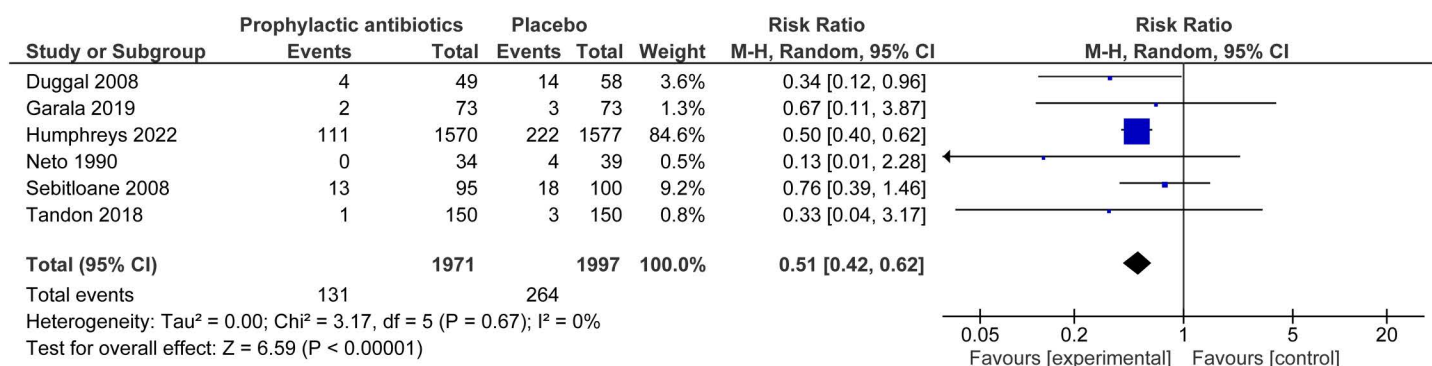 Prophylactic antibiotics Placebo Risk Ratio Risk Ratio
Study or Subgroup Events Total Events Total Weight M-H, Random, 95% CI M-H, Random, 95% CI
Duggal 2008 4 49 14 58 3.6% 0.34 [0.12, 0.96]
Garala 2019 2 73 3 73 1.3% 0.67 [0.11, 3.87]
Humphreys 2022 111 1570 222 1577 84.6% 0.50 [0.40, 0.62]
Neto 1990 0 34 4 39 0.5% 0.13 [0.01, 2.28]
Sebitloane 2008 13 95 18 100 9.2% 0.76 [0.39, 1.46]
Tandon 2018 1 150 3 150 0.8% 0.33 [0.04, 3.17]
Total (95% CI) 1971 1997 100.0% 0.51 [0.42, 0.62]
Total events 131 264
Heterogeneity: Tau² = 0.00; Chi² = 3.17, df = 5 (P = 0.67); I² = 0%
Test for overall effect: Z = 6.59 (P < 0.00001)
0.05 0.2 1 5 20
Favours [experimental] Favours [control]